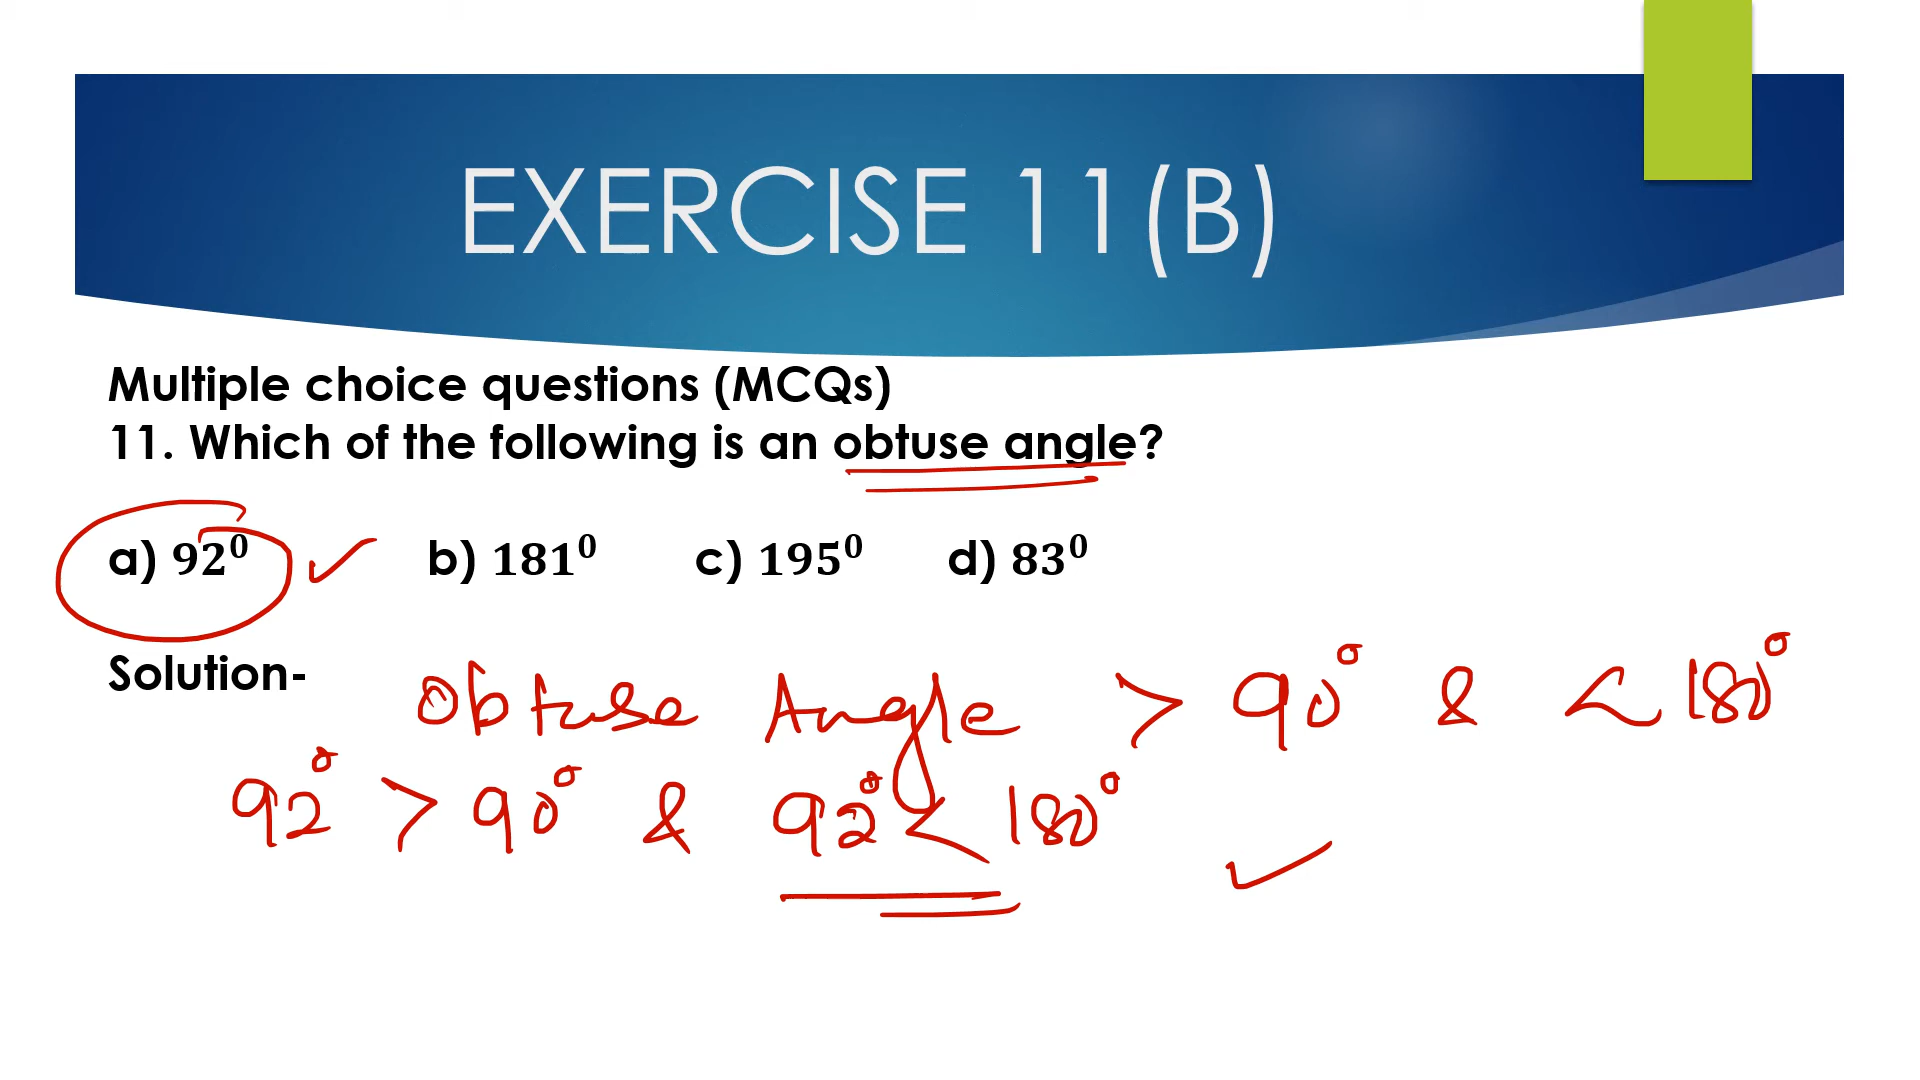 EXERCISE 11(B)
Multiple choice questions (MCQs)
11. Which of the following is an obtuse angle?
a) 92⁰ b) 181⁰ c) 195⁰ d) 83⁰
Solution-
Obtuse Angle > 90° & < 180°
92° > 90° & 92° < 180°